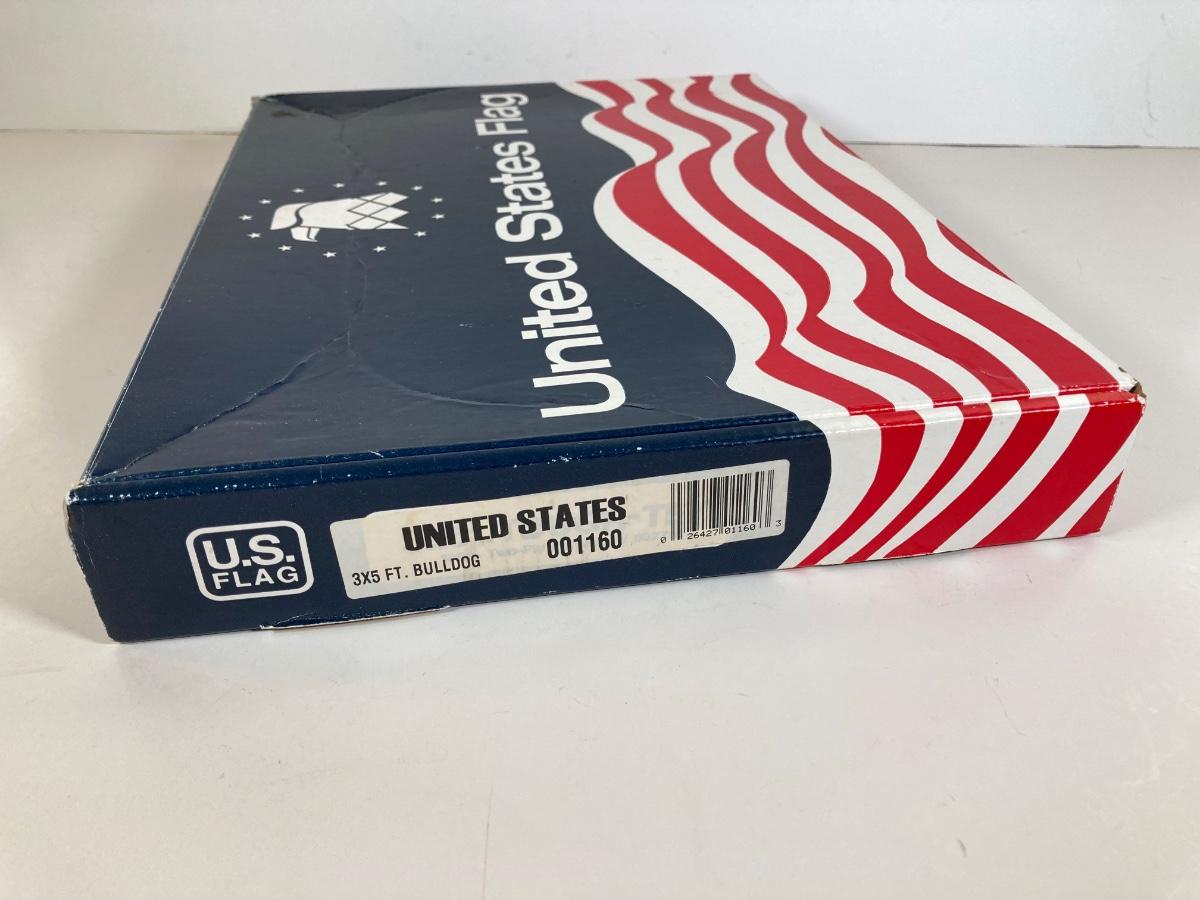 United States Flag
U.S.
FLAG
UNITED STATES
3X5 FT. BULLDOG
001160
0 26427 01160 3